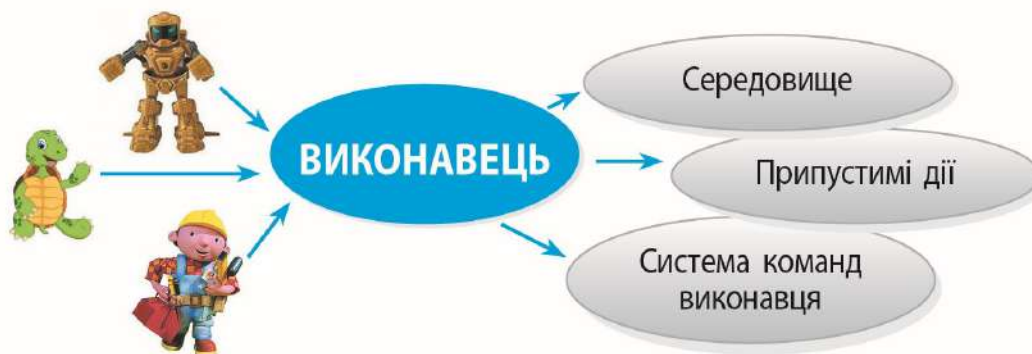 ВИКОНАВЕЦЬ
Середовище
Припустимі дії
Система команд
виконавця